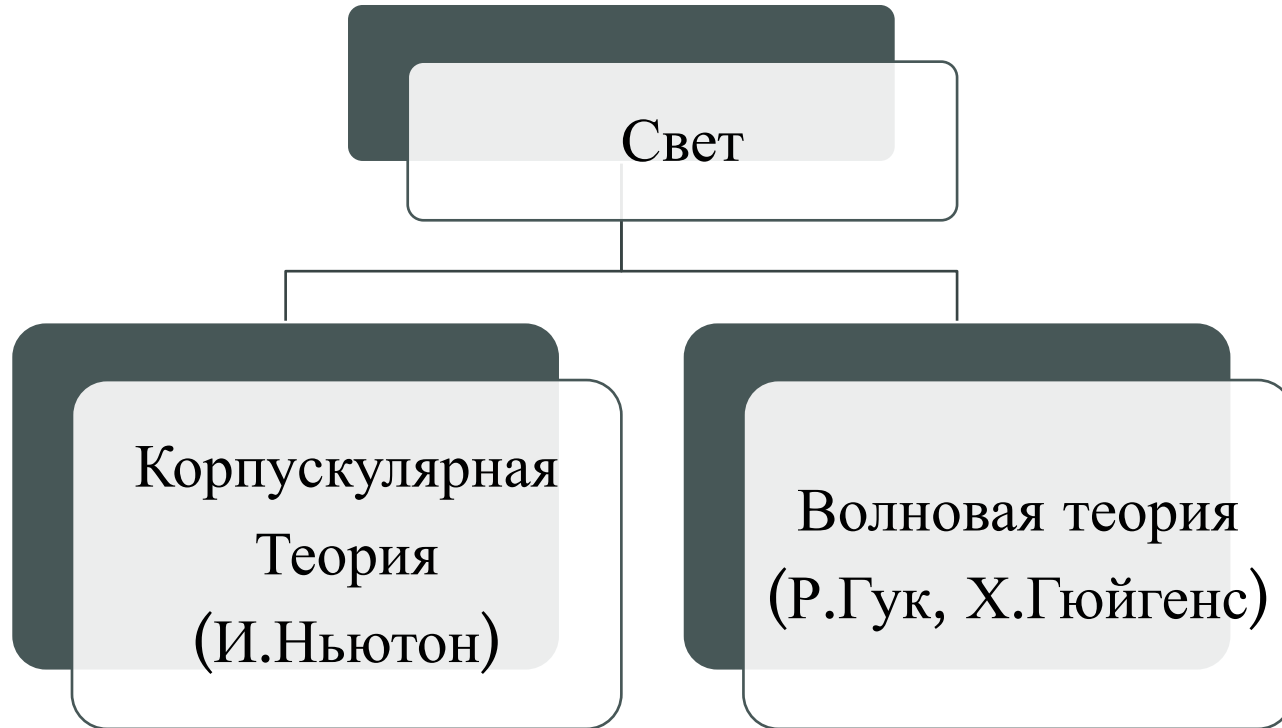 Свет
Корпускулярная
Теория
(И.Ньютон)
Волновая теория
(Р.Гук, Х.Гюйгенс)